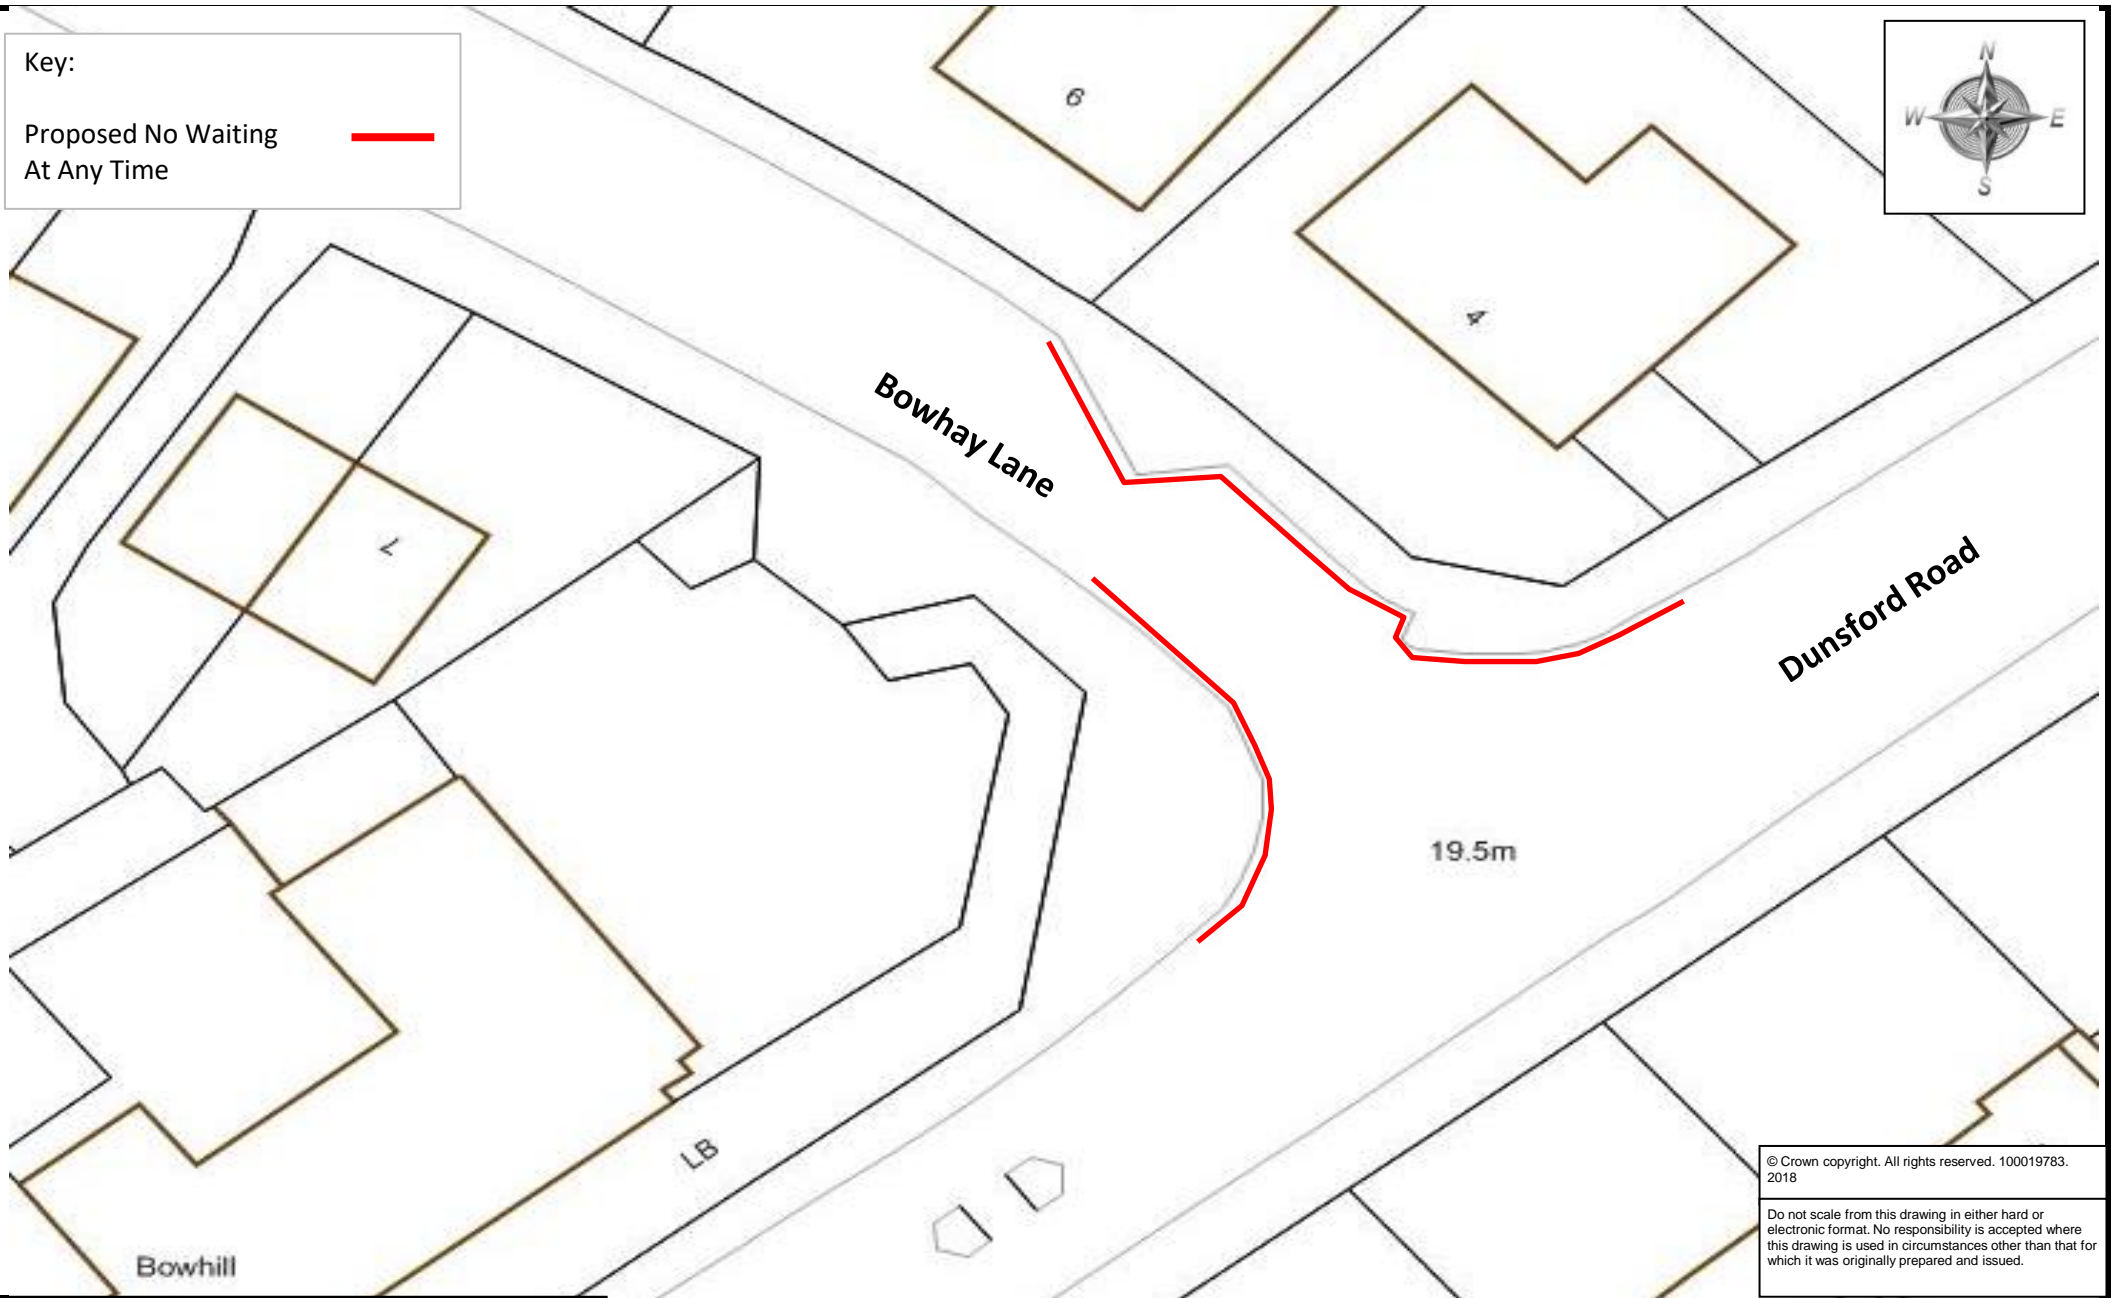 Key:
Proposed No Waiting
At Any Time
N
W
E
S
6
4
Bowhay Lane
7
Dunsford Road
19.5m
LB
Bowhill
© Crown copyright. All rights reserved. 100019783.
2018
Do not scale from this drawing in either hard or
electronic format. No responsibility is accepted where
this drawing is used in circumstances other than that for
which it was originally prepared and issued.